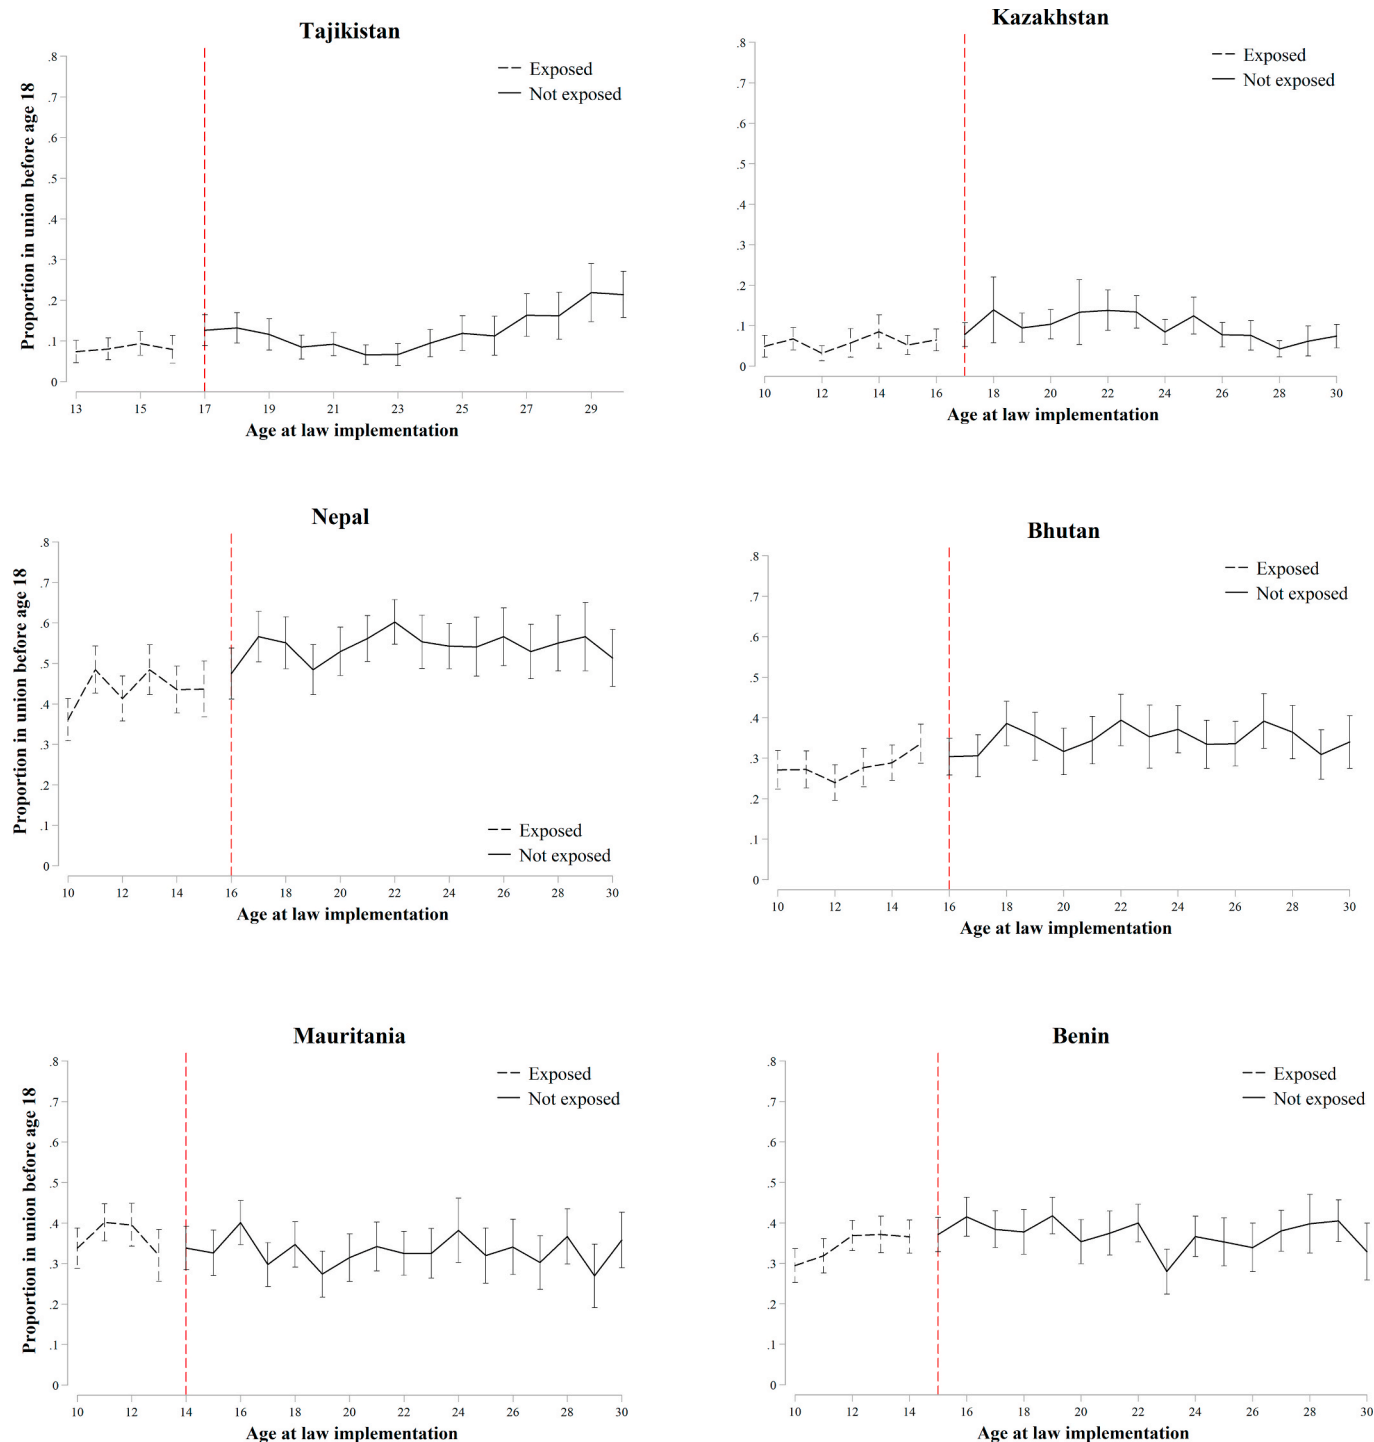 Tajikistan
Proportion in union before age 18
.8
.7
.6
.5
.4
.3
.2
.1
0
Exposed
Not exposed
13 15 17 19 21 23 25 27 29
Age at law implementation
Kazakhstan
.8
.7
.6
.5
.4
.3
.2
.1
0
Exposed
Not exposed
10 12 14 16 18 20 22 24 26 28 30
Age at law implementation
Nepal
Proportion in union before age 18
.8
.7
.6
.5
.4
.3
.2
.1
0
Exposed
Not exposed
10 12 14 16 18 20 22 24 26 28 30
Age at law implementation
Bhutan
.8
.7
.6
.5
.4
.3
.2
.1
0
Exposed
Not exposed
10 12 14 16 18 20 22 24 26 28 30
Age at law implementation
Mauritania
Proportion in union before age 18
.8
.7
.6
.5
.4
.3
.2
.1
0
Exposed
Not exposed
10 12 14 16 18 20 22 24 26 28 30
Age at law implementation
Benin
.8
.7
.6
.5
.4
.3
.2
.1
0
Exposed
Not exposed
10 12 14 16 18 20 22 24 26 28 30
Age at law implementation